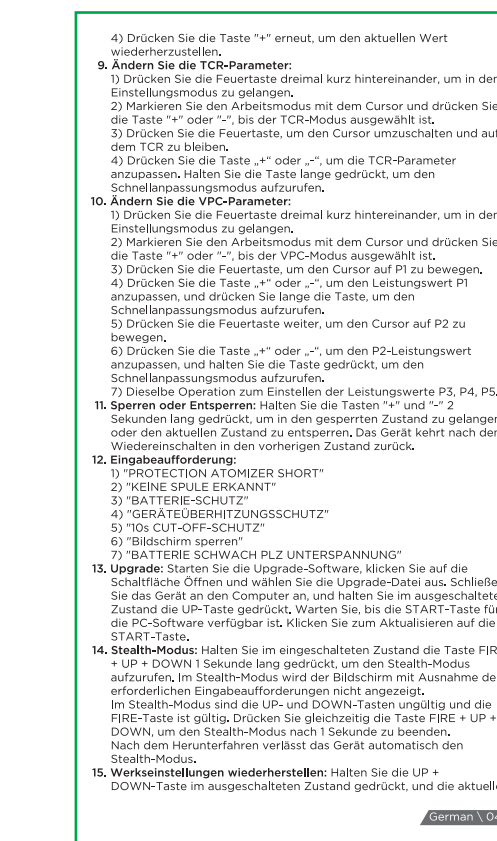 4) Drücken Sie die Taste "+" erneut, um den aktuellen Wert
wiederherzustellen.
9. Ändern Sie die TCR-Parameter:
1) Drücken Sie die Feuertaste dreimal kurz hintereinander, um in den
Einstellungsmodus zu gelangen.
2) Markieren Sie den Arbeitsmodus mit dem Cursor und drücken Sie
die Taste "+" oder "-", bis der TCR-Modus ausgewählt ist.
3) Drücken Sie die Feuertaste, um den Cursor umzuschalten und auf
dem TCR zu bleiben.
4) Drücken Sie die Taste „+“ oder „-“, um die TCR-Parameter
anzupassen. Halten Sie die Taste lange gedrückt, um den
Schnellanpassungsmodus aufzurufen.
10. Ändern Sie die VPC-Parameter:
1) Drücken Sie die Feuertaste dreimal kurz hintereinander, um in den
Einstellungsmodus zu gelangen.
2) Markieren Sie den Arbeitsmodus mit dem Cursor und drücken Sie
die Taste "+" oder "-", bis der VPC-Modus ausgewählt ist.
3) Drücken Sie die Feuertaste, um den Cursor auf P1 zu bewegen.
4) Drücken Sie die Taste „+“ oder „-“, um den Leistungswert P1
anzupassen, und drücken Sie lange die Taste, um den
Schnellanpassungsmodus aufzurufen.
5) Drücken Sie die Feuertaste weiter, um den Cursor auf P2 zu
bewegen.
6) Drücken Sie die Taste „+“ oder „-“, um den P2-Leistungswert
anzupassen, und halten Sie die Taste gedrückt, um den
Schnellanpassungsmodus aufzurufen.
7) Dieselbe Operation zum Einstellen der Leistungswerte P3, P4, P5.
11. Sperren oder Entsperren: Halten Sie die Tasten "+" und "-" 2
Sekunden lang gedrückt, um in den gesperrten Zustand zu gelangen
oder den aktuellen Zustand zu entsperren. Das Gerät kehrt nach dem
Wiedereinschalten in den vorherigen Zustand zurück.
12. Eingabeaufforderung:
1) "PROTECTION ATOMIZER SHORT"
2) "KEINE SPULE ERKANNT"
3) "BATTERIE-SCHUTZ"
4) "GERÄTEÜBERHITZUNGSSCHUTZ"
5) "10s CUT-OFF-SCHUTZ"
6) "Bildschirm sperren"
7) "BATTERIE SCHWACH PLZ UNTERSPANNUNG"
13. Upgrade: Starten Sie die Upgrade-Software, klicken Sie auf die
Schaltfläche Öffnen und wählen Sie die Upgrade-Datei aus. Schließe
Sie das Gerät an den Computer an, und halten Sie im ausgeschaltete
Zustand die UP-Taste gedrückt. Warten Sie, bis die START-Taste für
die PC-Software verfügbar ist. Klicken Sie zum Aktualisieren auf die
START-Taste.
14. Stealth-Modus: Halten Sie im eingeschalteten Zustand die Taste FIR
+ UP + DOWN 1 Sekunde lang gedrückt, um den Stealth-Modus
aufzurufen. Im Stealth-Modus wird der Bildschirm mit Ausnahme de
erforderlichen Eingabeaufforderungen nicht angezeigt.
Im Stealth-Modus sind die UP- und DOWN-Tasten ungültig und die
FIRE-Taste ist gültig. Drücken Sie gleichzeitig die Taste FIRE + UP +
DOWN, um den Stealth-Modus nach 1 Sekunde zu beenden.
Nach dem Herunterfahren verlässt das Gerät automatisch den
Stealth-Modus.
15. Werkseinstellungen wiederherstellen: Halten Sie die UP +
DOWN-Taste im ausgeschalteten Zustand gedrückt, und die aktuelle
German \ 04